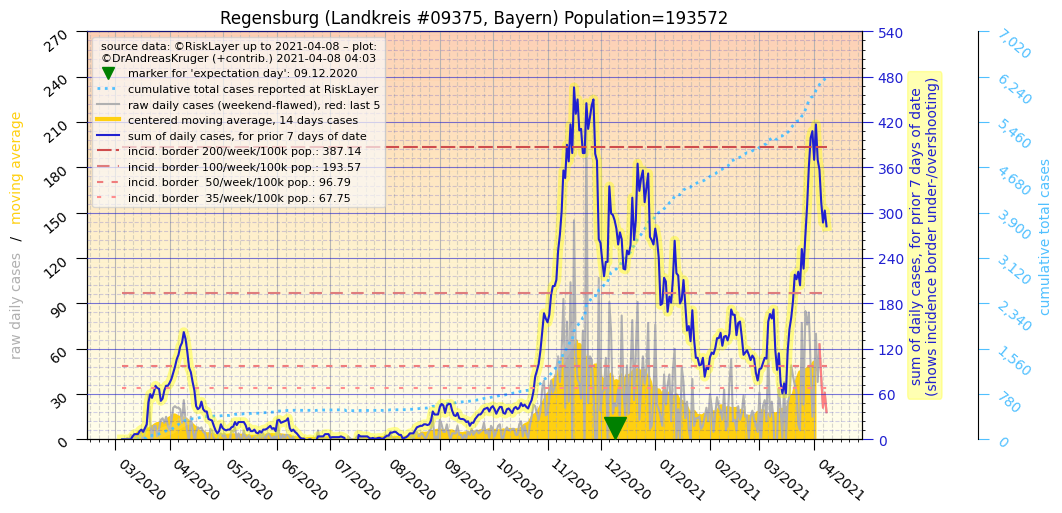 Regensburg (Landkreis #09375, Bayern) Population=193572
source data: ©RiskLayer up to 2021-04-08 – plot:
©DrAndreasKruger (+contrib.) 2021-04-08 04:03
marker for 'expectation day': 09.12.2020
cumulative total cases reported at RiskLayer
raw daily cases (weekend-flawed), red: last 5
centered moving average, 14 days cases
sum of daily cases, for prior 7 days of date
incid. border 200/week/100k pop.: 387.14
incid. border 100/week/100k pop.: 193.57
incid. border  50/week/100k pop.: 96.79
incid. border  35/week/100k pop.: 67.75
raw daily cases / moving average
270
240
210
180
150
120
90
60
30
0
03/2020
04/2020
05/2020
06/2020
07/2020
08/2020
09/2020
10/2020
11/2020
12/2020
01/2021
02/2021
03/2021
04/2021
540
480
420
360
300
240
180
120
60
0
sum of daily cases, for prior 7 days of date
(shows incidence border under-/overshooting)
7,020
6,240
5,460
4,680
3,900
3,120
2,340
1,560
780
0
cumulative total cases